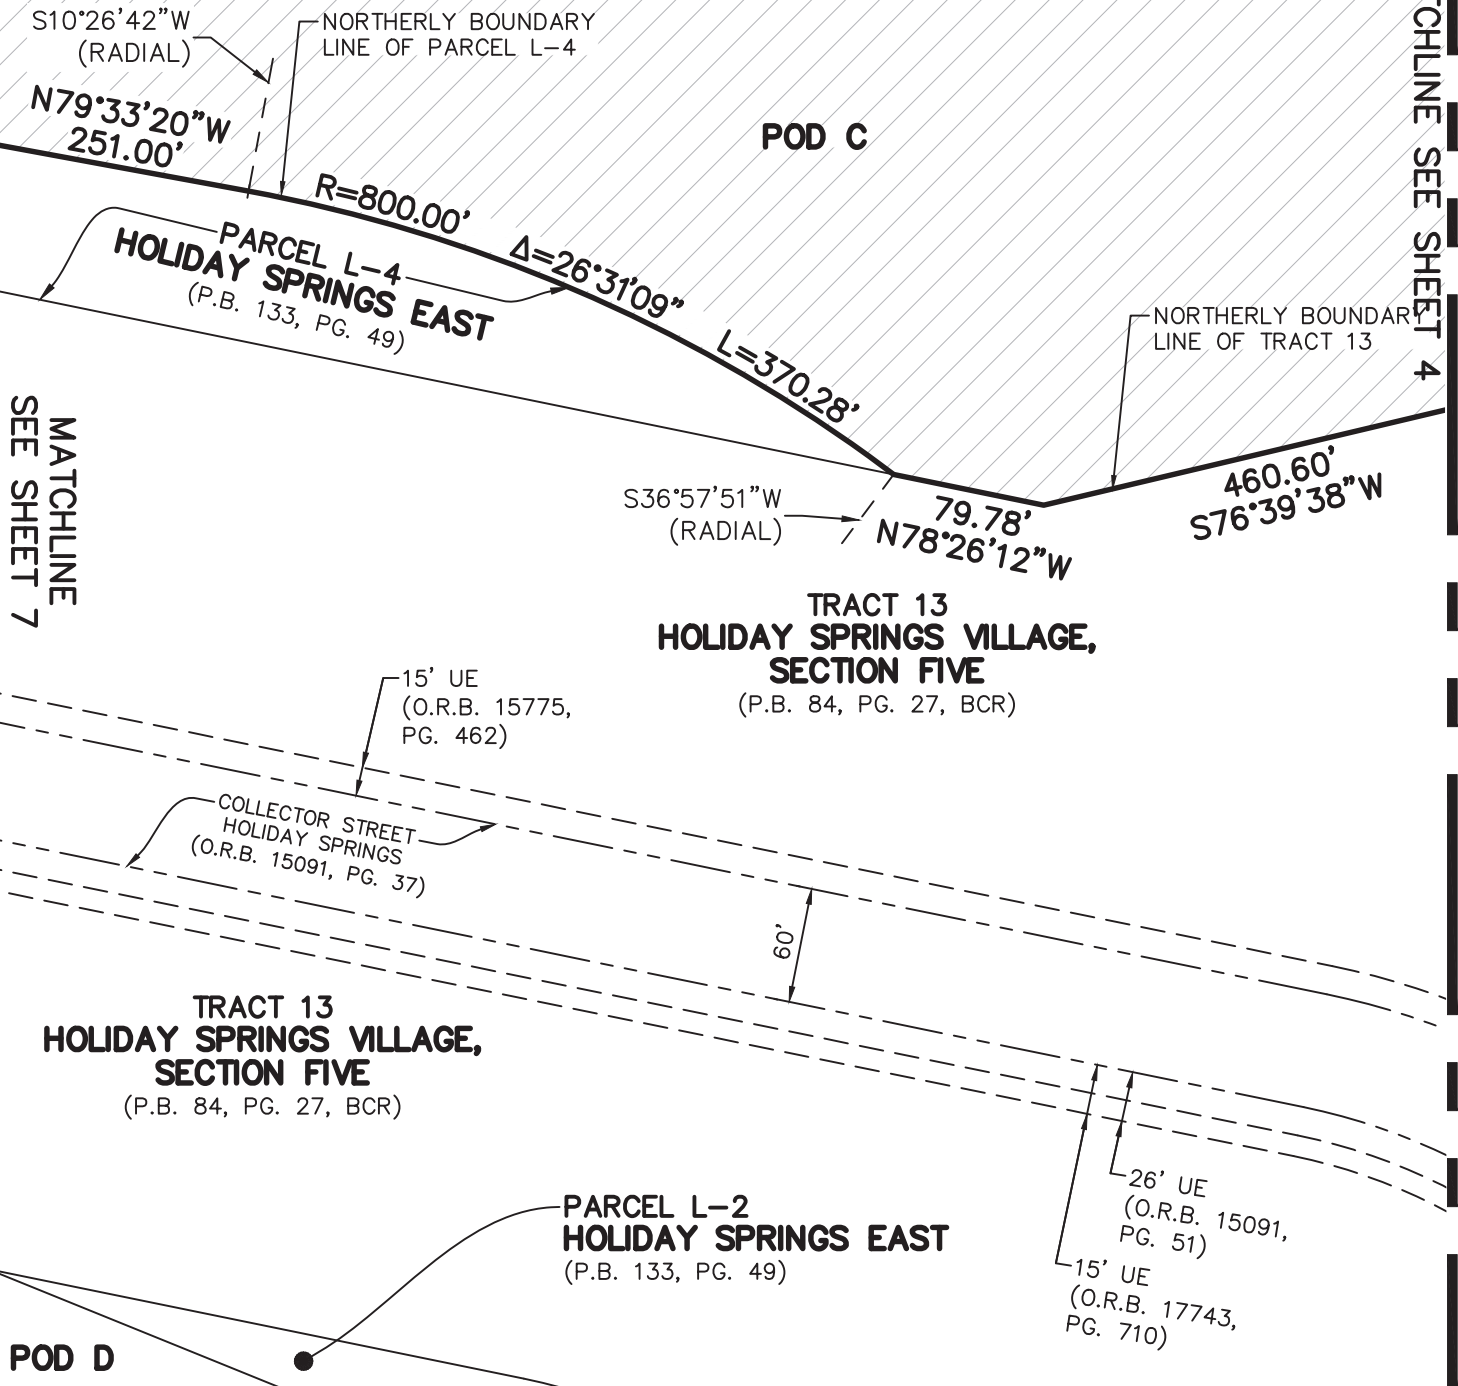 S10°26'42"W
(RADIAL)
NORTHERLY BOUNDARY
LINE OF PARCEL L-4
N79°33'20"W
251.00'
POD C
R=800.00'
Δ=26°31'09"
L=370.28'
PARCEL L-4
HOLIDAY SPRINGS EAST
(P.B. 133, PG. 49)
TCHLINE SEE SHEET 4
NORTHERLY BOUNDARY
LINE OF TRACT 13
MATCHLINE
SEE SHEET 7
S36°57'51"W
(RADIAL)
79.78'
N78°26'12"W
460.60'
S76°39'38"W
TRACT 13
HOLIDAY SPRINGS VILLAGE,
SECTION FIVE
(P.B. 84, PG. 27, BCR)
15' UE
(O.R.B. 15775,
PG. 462)
COLLECTOR STREET
HOLIDAY SPRINGS
(O.R.B. 15091, PG. 37)
60'
TRACT 13
HOLIDAY SPRINGS VILLAGE,
SECTION FIVE
(P.B. 84, PG. 27, BCR)
26' UE
(O.R.B. 15091,
PG. 51)
15' UE
(O.R.B. 17743,
PG. 710)
PARCEL L-2
HOLIDAY SPRINGS EAST
(P.B. 133, PG. 49)
POD D